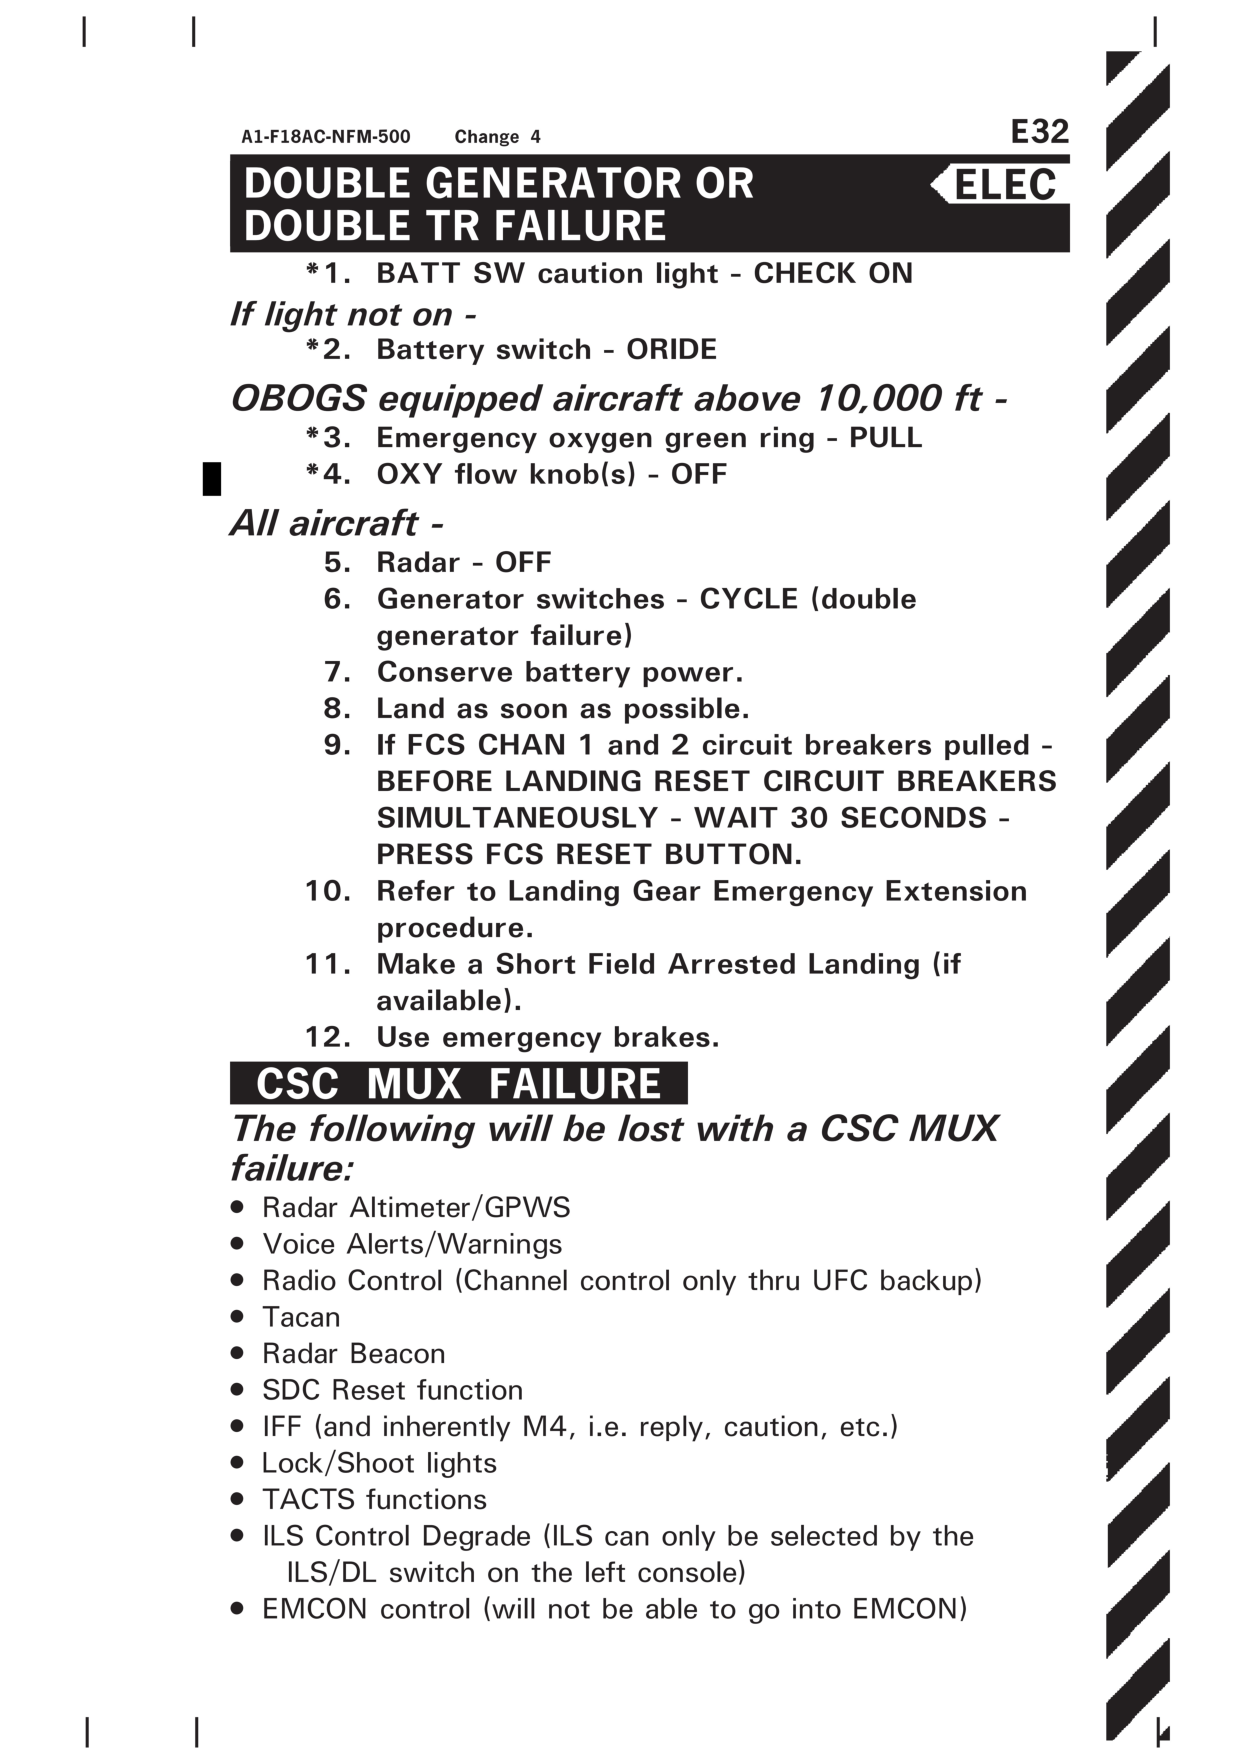 A1-F18AC-NFM-500 Change 4 E32
DOUBLE GENERATOR OR ELEC
DOUBLE TR FAILURE
*1. BATT SW caution light - CHECK ON
If light not on -
*2. Battery switch - ORIDE
OBOGS equipped aircraft above 10,000 ft -
*3. Emergency oxygen green ring - PULL
*4. OXY flow knob(s) - OFF
All aircraft -
5. Radar - OFF
6. Generator switches - CYCLE (double
generator failure)
7. Conserve battery power.
8. Land as soon as possible.
9. If FCS CHAN 1 and 2 circuit breakers pulled -
BEFORE LANDING RESET CIRCUIT BREAKERS
SIMULTANEOUSLY - WAIT 30 SECONDS -
PRESS FCS RESET BUTTON.
10. Refer to Landing Gear Emergency Extension
procedure.
11. Make a Short Field Arrested Landing (if
available).
12. Use emergency brakes.
CSC MUX FAILURE
The following will be lost with a CSC MUX
failure:
● Radar Altimeter/GPWS
● Voice Alerts/Warnings
● Radio Control (Channel control only thru UFC backup)
● Tacan
● Radar Beacon
● SDC Reset function
● IFF (and inherently M4, i.e. reply, caution, etc.)
● Lock/Shoot lights
● TACTS functions
● ILS Control Degrade (ILS can only be selected by the
ILS/DL switch on the left console)
● EMCON control (will not be able to go into EMCON)